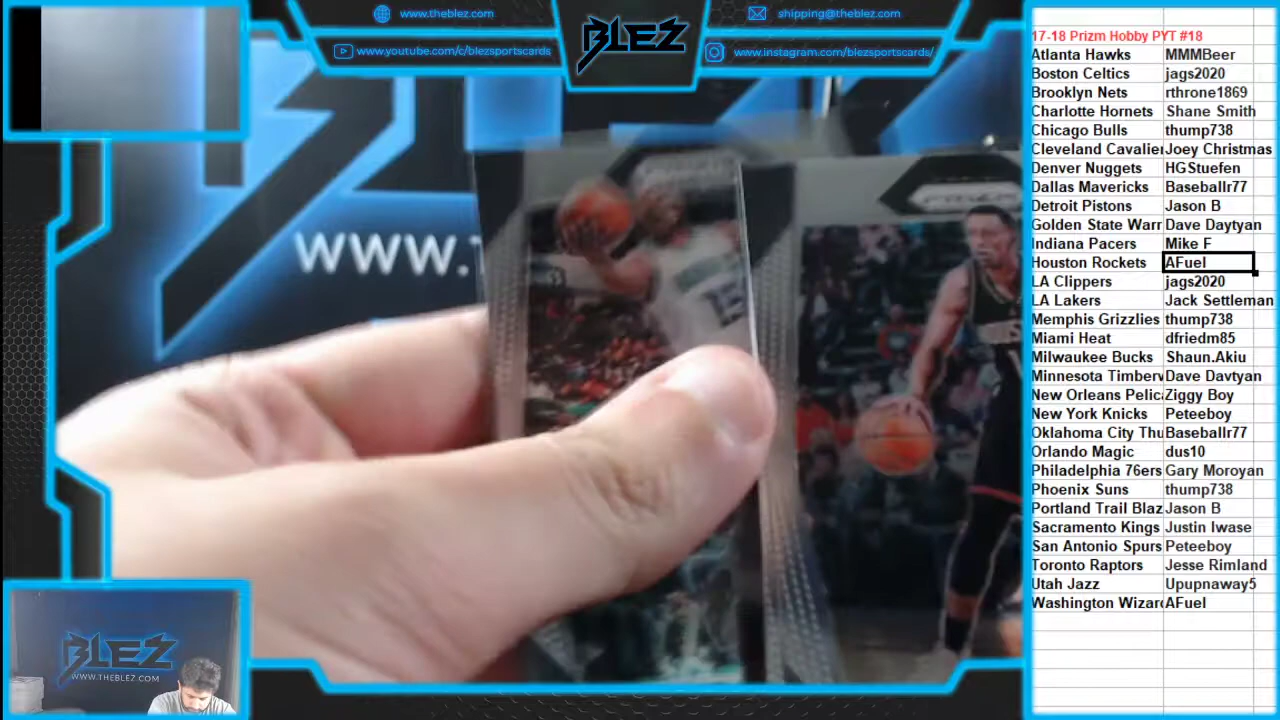 www.theblez.com
shipping@theblez.com
www.youtube.com/c/blezsportscards
BLEZ
www.instagram.com/blezsportscards/
WWW.
15
BLEZ
WWW.THEBLEZ.COM
17-18 Prizm Hobby PYT #18
Atlanta Hawks MMMBeer
Boston Celtics jags2020
Brooklyn Nets rthrone1869
Charlotte Hornets Shane Smith
Chicago Bulls thump738
Cleveland Cavalier Joey Christmas
Denver Nuggets HGStuefen
Dallas Mavericks Baseballr77
Detroit Pistons Jason B
Golden State Warr Dave Daytyan
Indiana Pacers Mike F
Houston Rockets AFuel
LA Clippers jags2020
LA Lakers Jack Settleman
Memphis Grizzlies thump738
Miami Heat dfriedm85
Milwaukee Bucks Shaun.Akiu
Minnesota Timberv Dave Davtyan
New Orleans Pelica Ziggy Boy
New York Knicks Peteeboy
Oklahoma City Thu Baseballr77
Orlando Magic dus10
Philadelphia 76ers Gary Moroyan
Phoenix Suns thump738
Portland Trail Blaz Jason B
Sacramento Kings Justin Iwase
San Antonio Spurs Peteeboy
Toronto Raptors Jesse Rimland
Utah Jazz Upupnaway5
Washington Wizard AFuel